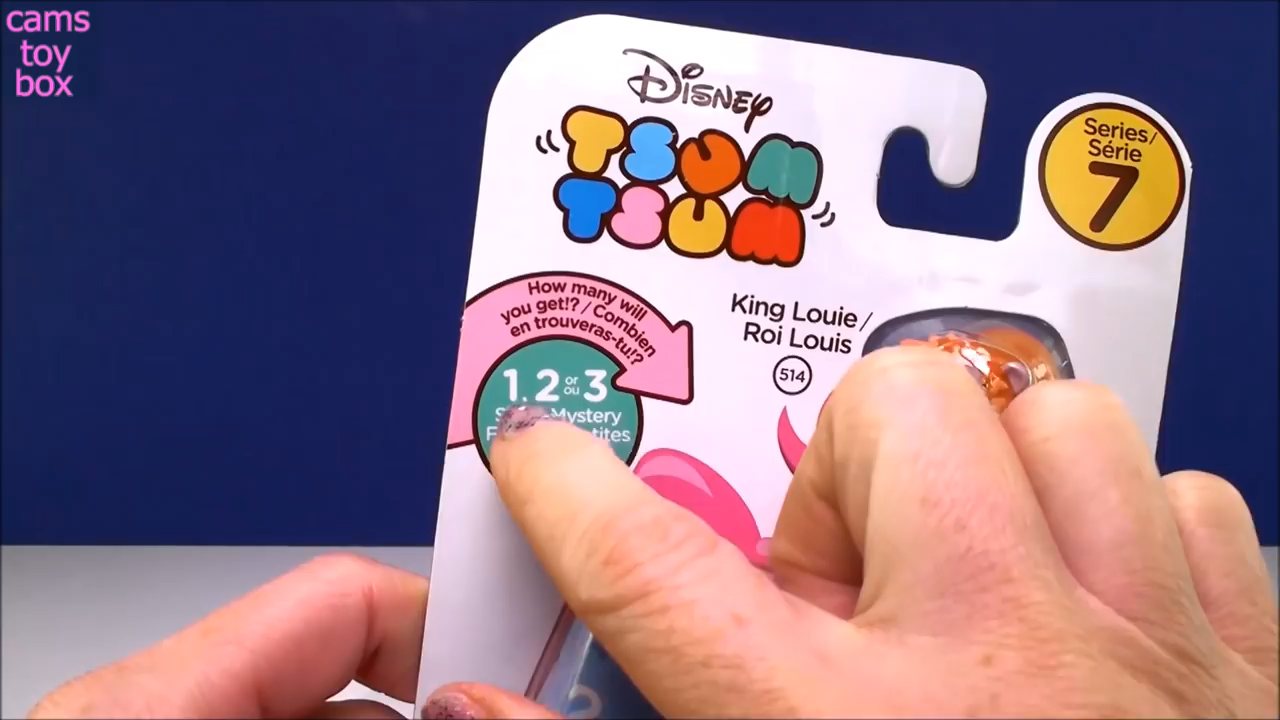 cams
toy
box
Disney
TSUM
TSUM
Series/
Série
7
How many will
you get!? / Combien
en trouveras-tu!?
1, 2 or
ou 3
Mystery
King Louie /
Roi Louis
514